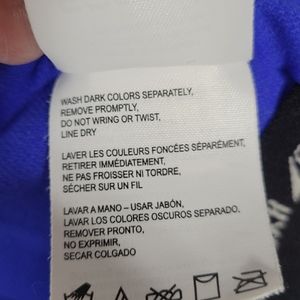 WASH DARK COLORS SEPARATELY,
REMOVE PROMPTLY,
DO NOT WRING OR TWIST,
LINE DRY
LAVER LES COULEURS FONCÉES SÉPARÉMENT,
RETIRER IMMÉDIATEMENT,
NE PAS FROISSER NI TORDRE,
SÉCHER SUR UN FIL
LAVAR A MANO – USAR JABÓN,
LAVAR LOS COLORES OSCUROS SEPARADO,
REMOVER PRONTO,
NO EXPRIMIR,
SECAR COLGADO